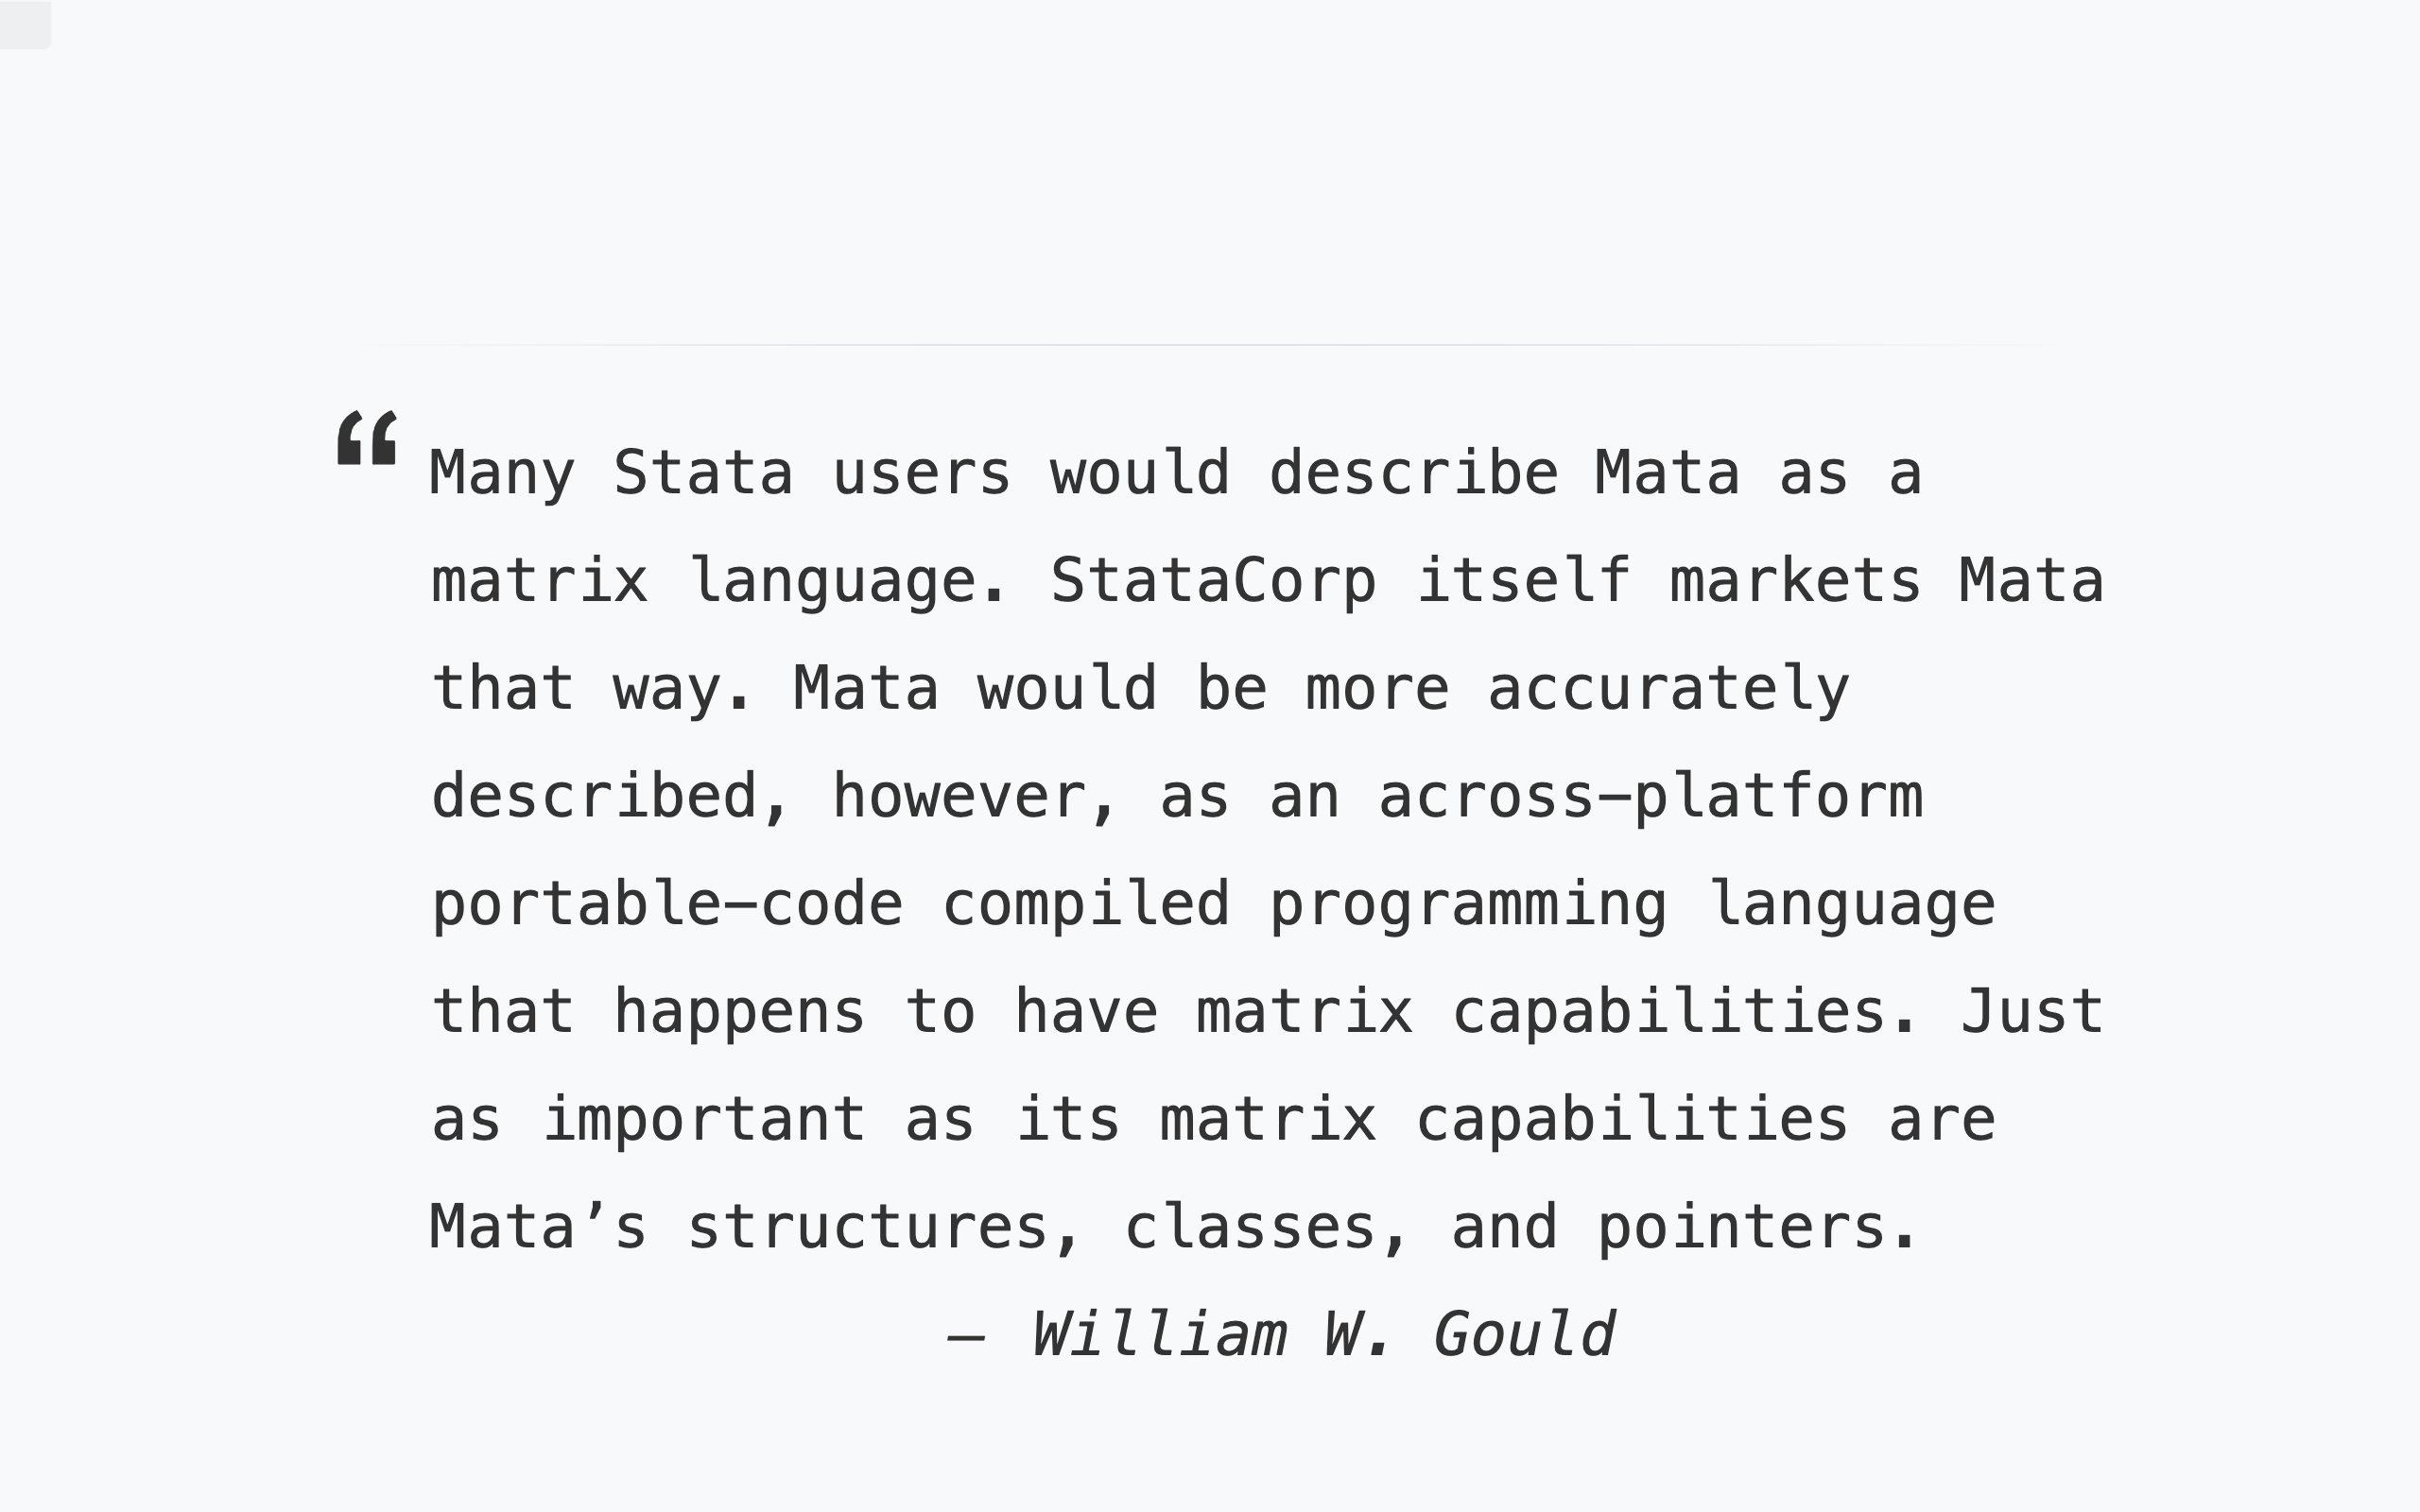 “Many Stata users would describe Mata as a
matrix language. StataCorp itself markets Mata
that way. Mata would be more accurately
described, however, as an across—platform
portable—code compiled programming language
that happens to have matrix capabilities. Just
as important as its matrix capabilities are
Mata’s structures, classes, and pointers.
— William W. Gould